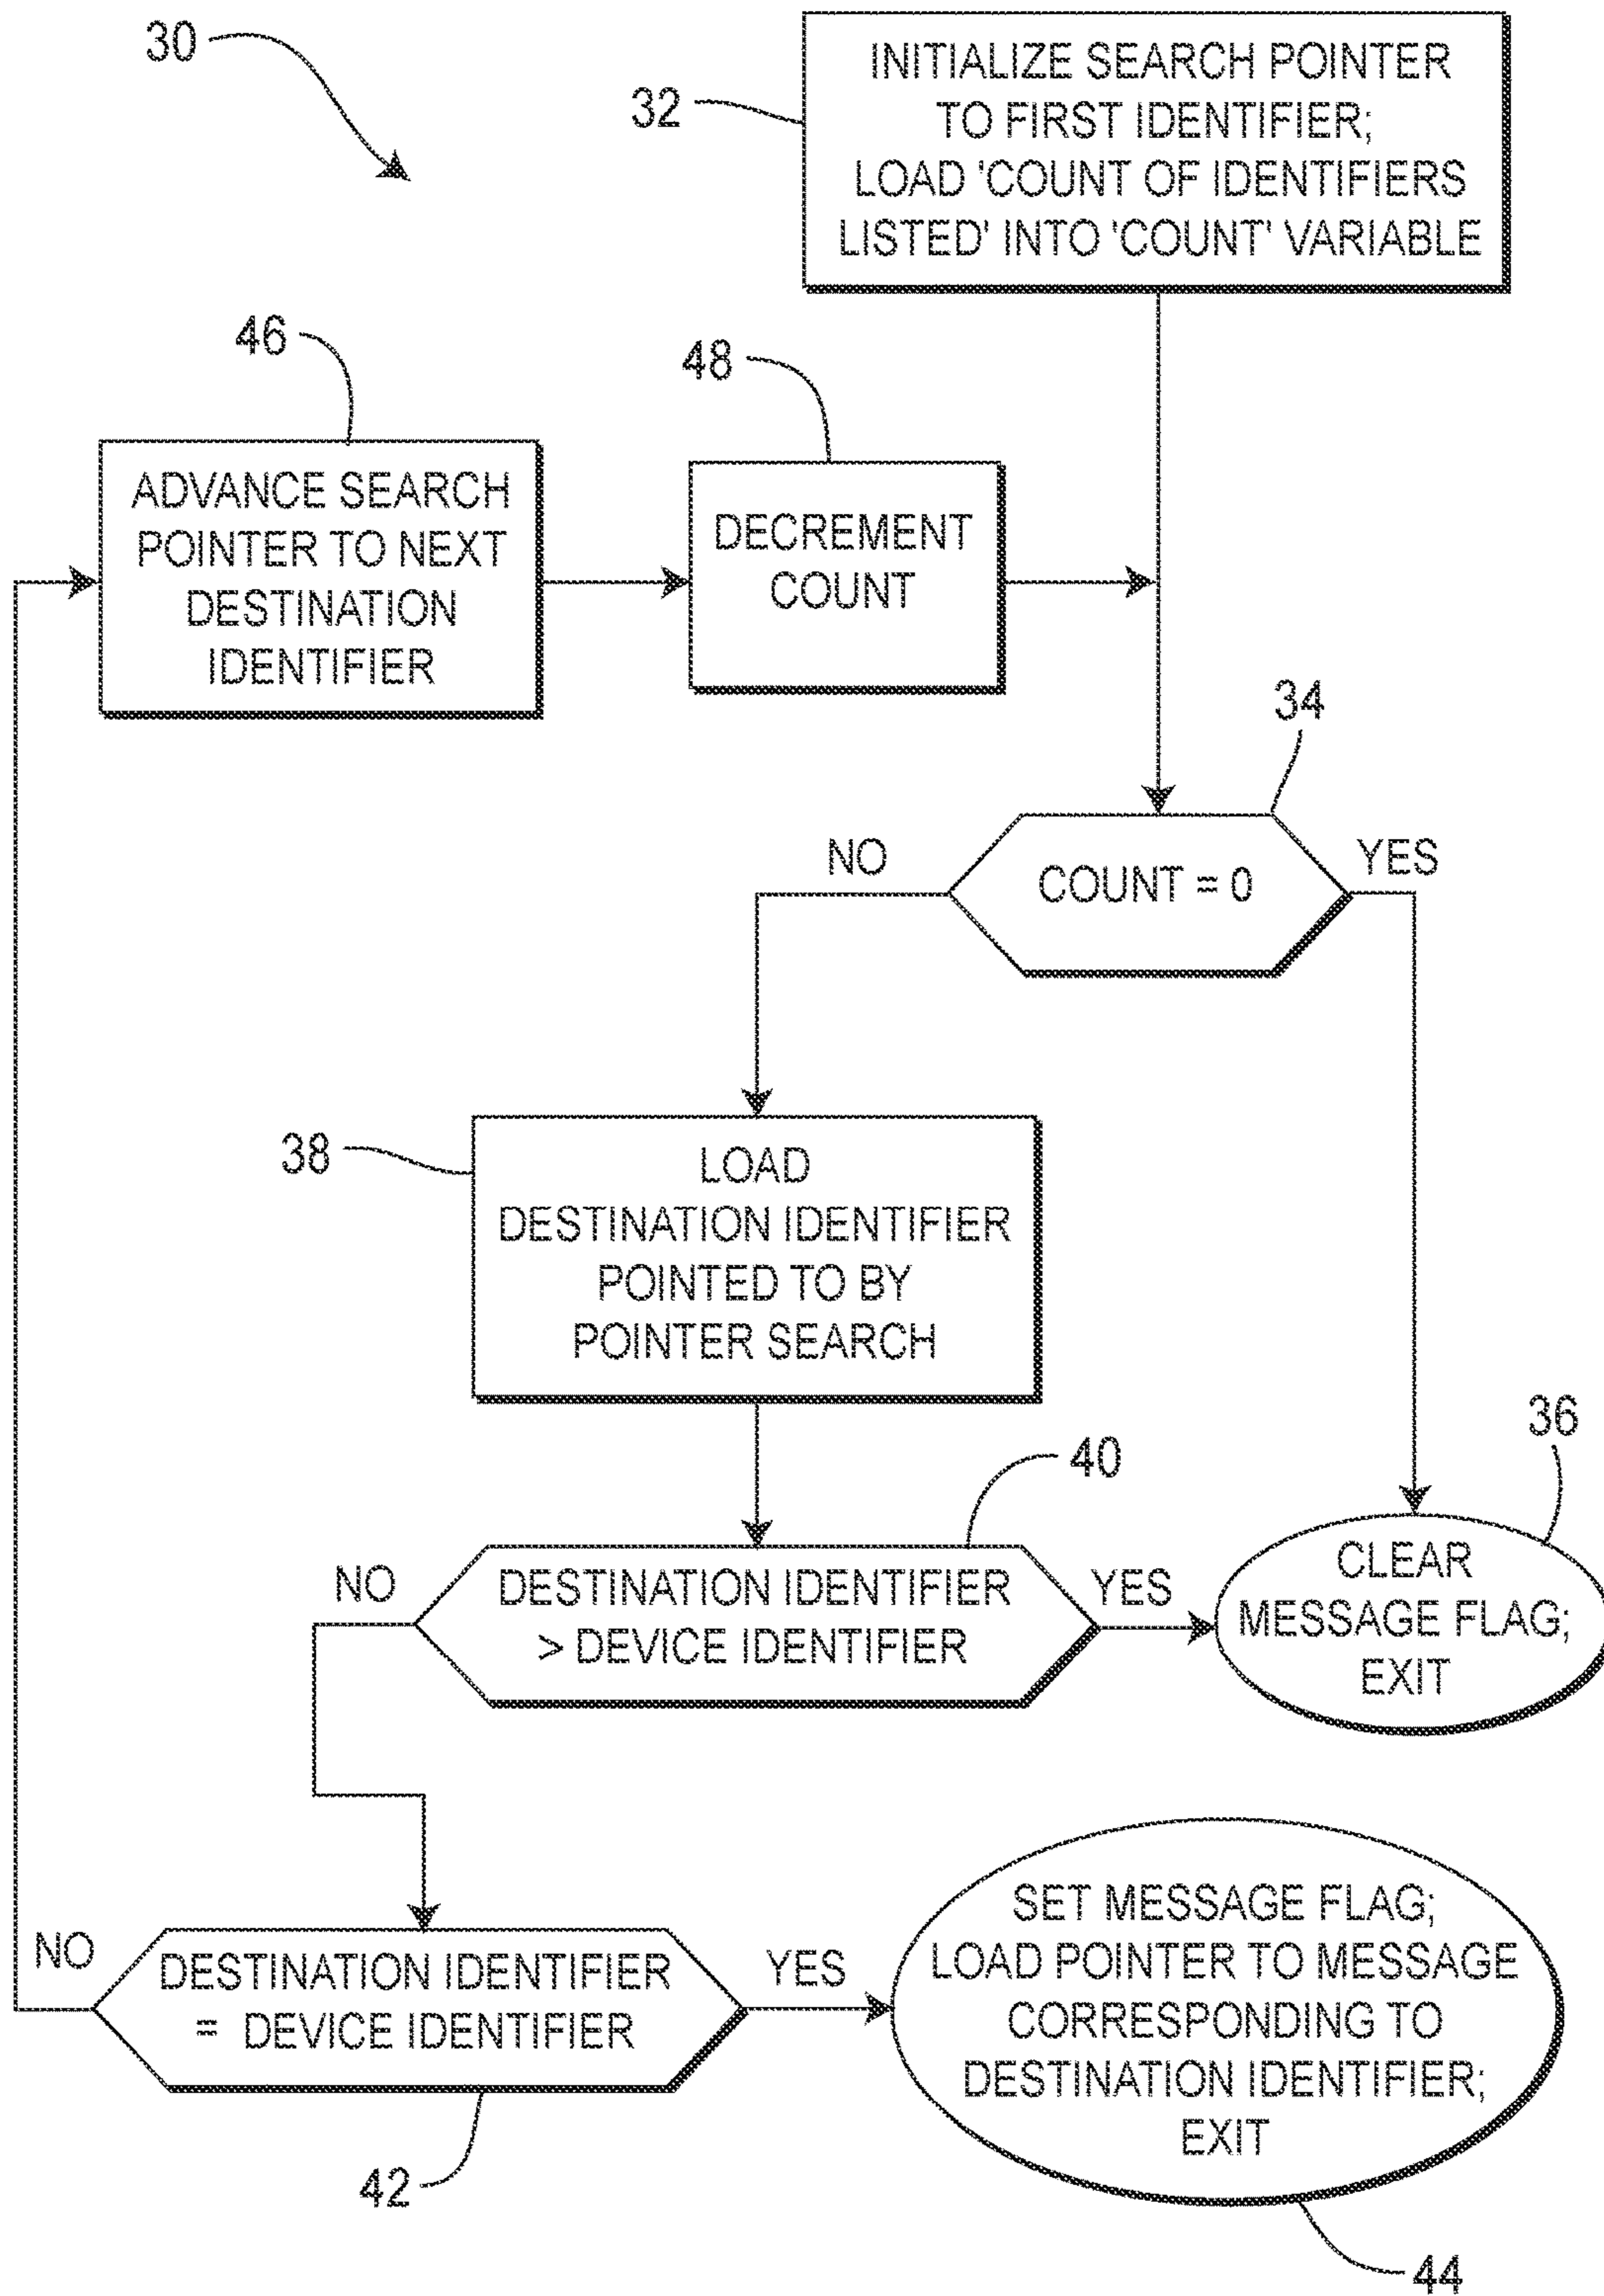 30
32
INITIALIZE SEARCH POINTER
TO FIRST IDENTIFIER;
LOAD 'COUNT OF IDENTIFIERS
LISTED' INTO 'COUNT' VARIABLE
46
48
ADVANCE SEARCH
POINTER TO NEXT
DESTINATION
IDENTIFIER
DECREMENT
COUNT
34
NO
COUNT = 0
YES
38
LOAD
DESTINATION IDENTIFIER
POINTED TO BY
POINTER SEARCH
40
36
NO
DESTINATION IDENTIFIER
> DEVICE IDENTIFIER
YES
CLEAR
MESSAGE FLAG;
EXIT
NO
DESTINATION IDENTIFIER
= DEVICE IDENTIFIER
YES
SET MESSAGE FLAG;
LOAD POINTER TO MESSAGE
CORRESPONDING TO
DESTINATION IDENTIFIER;
EXIT
42
44